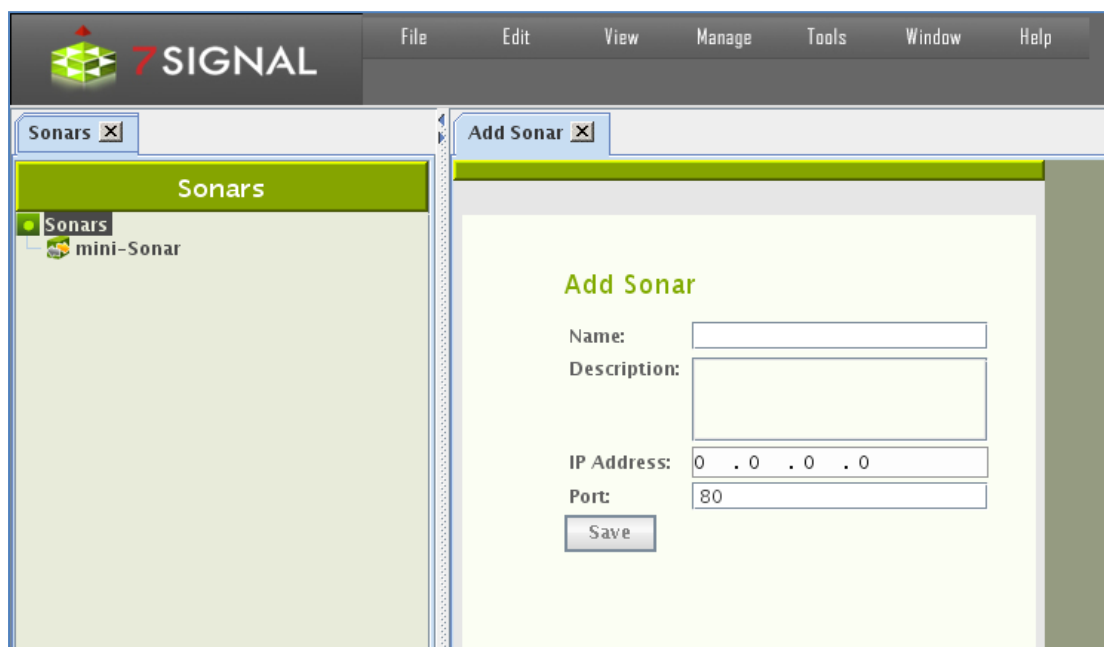 7SIGNAL
File Edit View Manage Tools Window Help
Sonars
Add Sonar
Sonars
Sonars
mini-Sonar
Add Sonar
Name:
Description:
IP Address: 0 . 0 . 0 . 0
Port: 80
Save